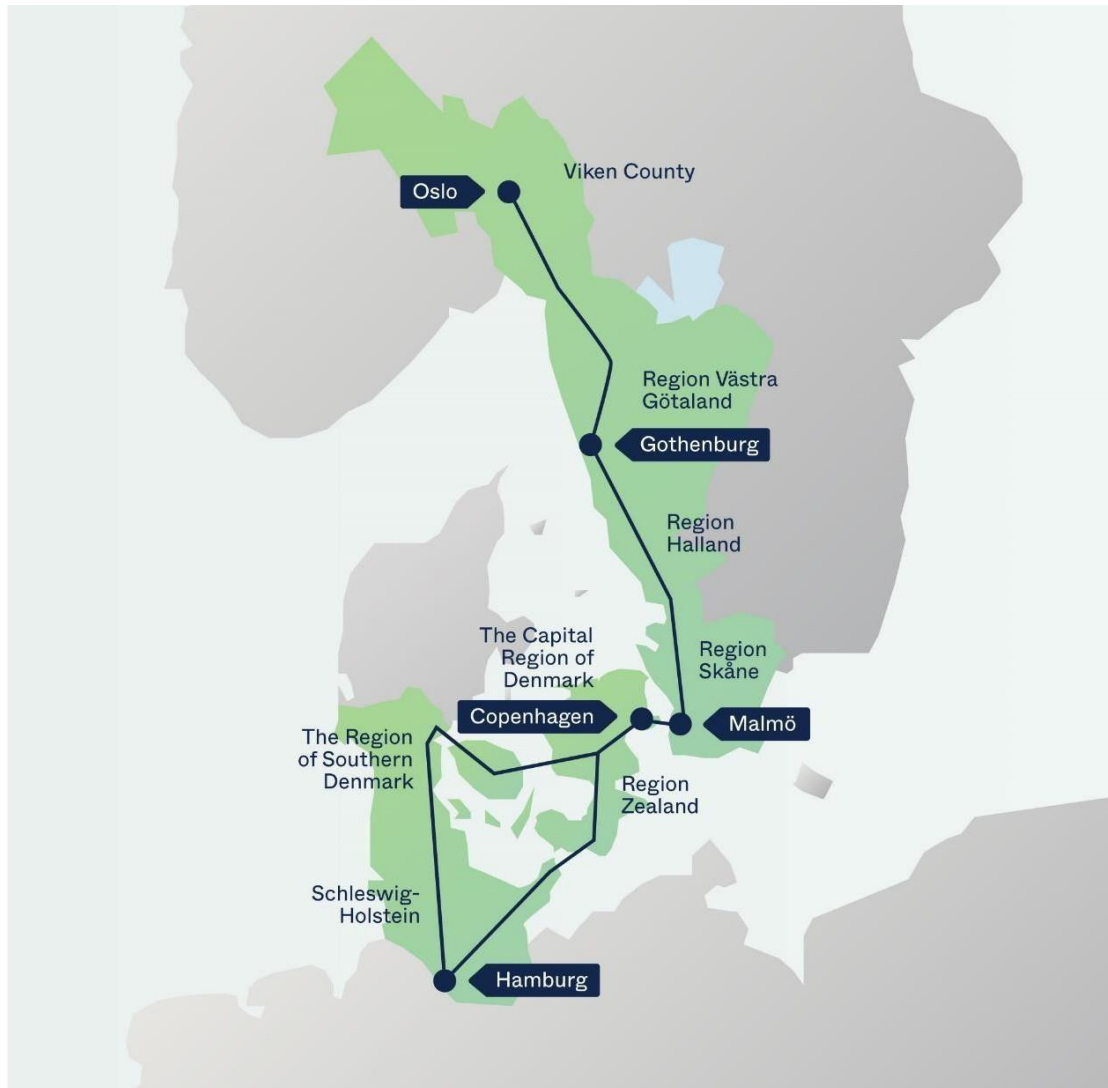 Viken County
Oslo
Region Västra
Götaland
Gothenburg
Region
Halland
The Capital
Region of
Denmark
Region
Skåne
Copenhagen
Malmö
The Region
of Southern
Denmark
Region
Zealand
Schleswig-
Holstein
Hamburg